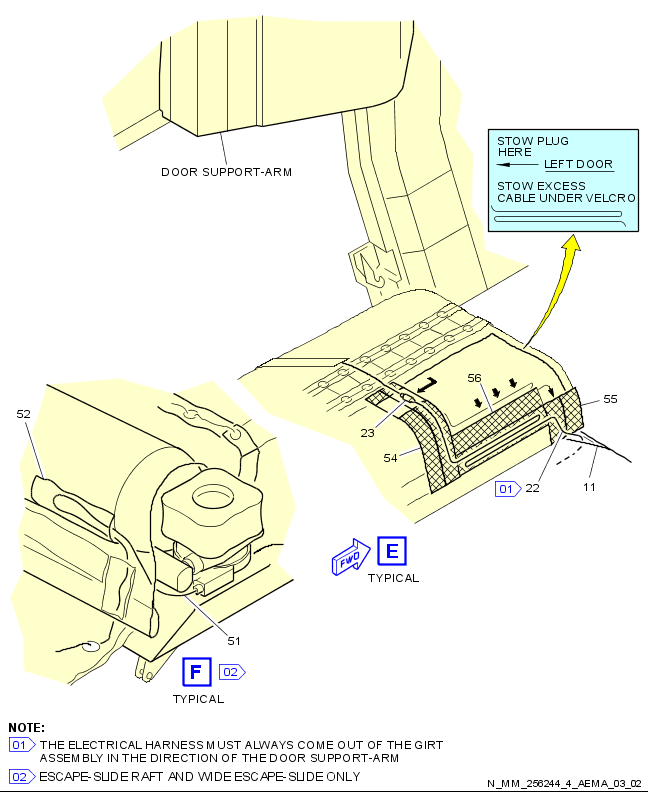 DOOR SUPPORT-ARM
STOW PLUG
HERE
LEFT DOOR
STOW EXCESS
CABLE UNDER VELCRO
56
55
23
54
01
22
11
52
51
FWD
E
TYPICAL
F
02
TYPICAL
NOTE:
01 THE ELECTRICAL HARNESS MUST ALWAYS COME OUT OF THE GIRT
ASSEMBLY IN THE DIRECTION OF THE DOOR SUPPORT-ARM
02 ESCAPE-SLIDE RAFT AND WIDE ESCAPE-SLIDE ONLY
N_MM_256244_4_AEMA_03_02